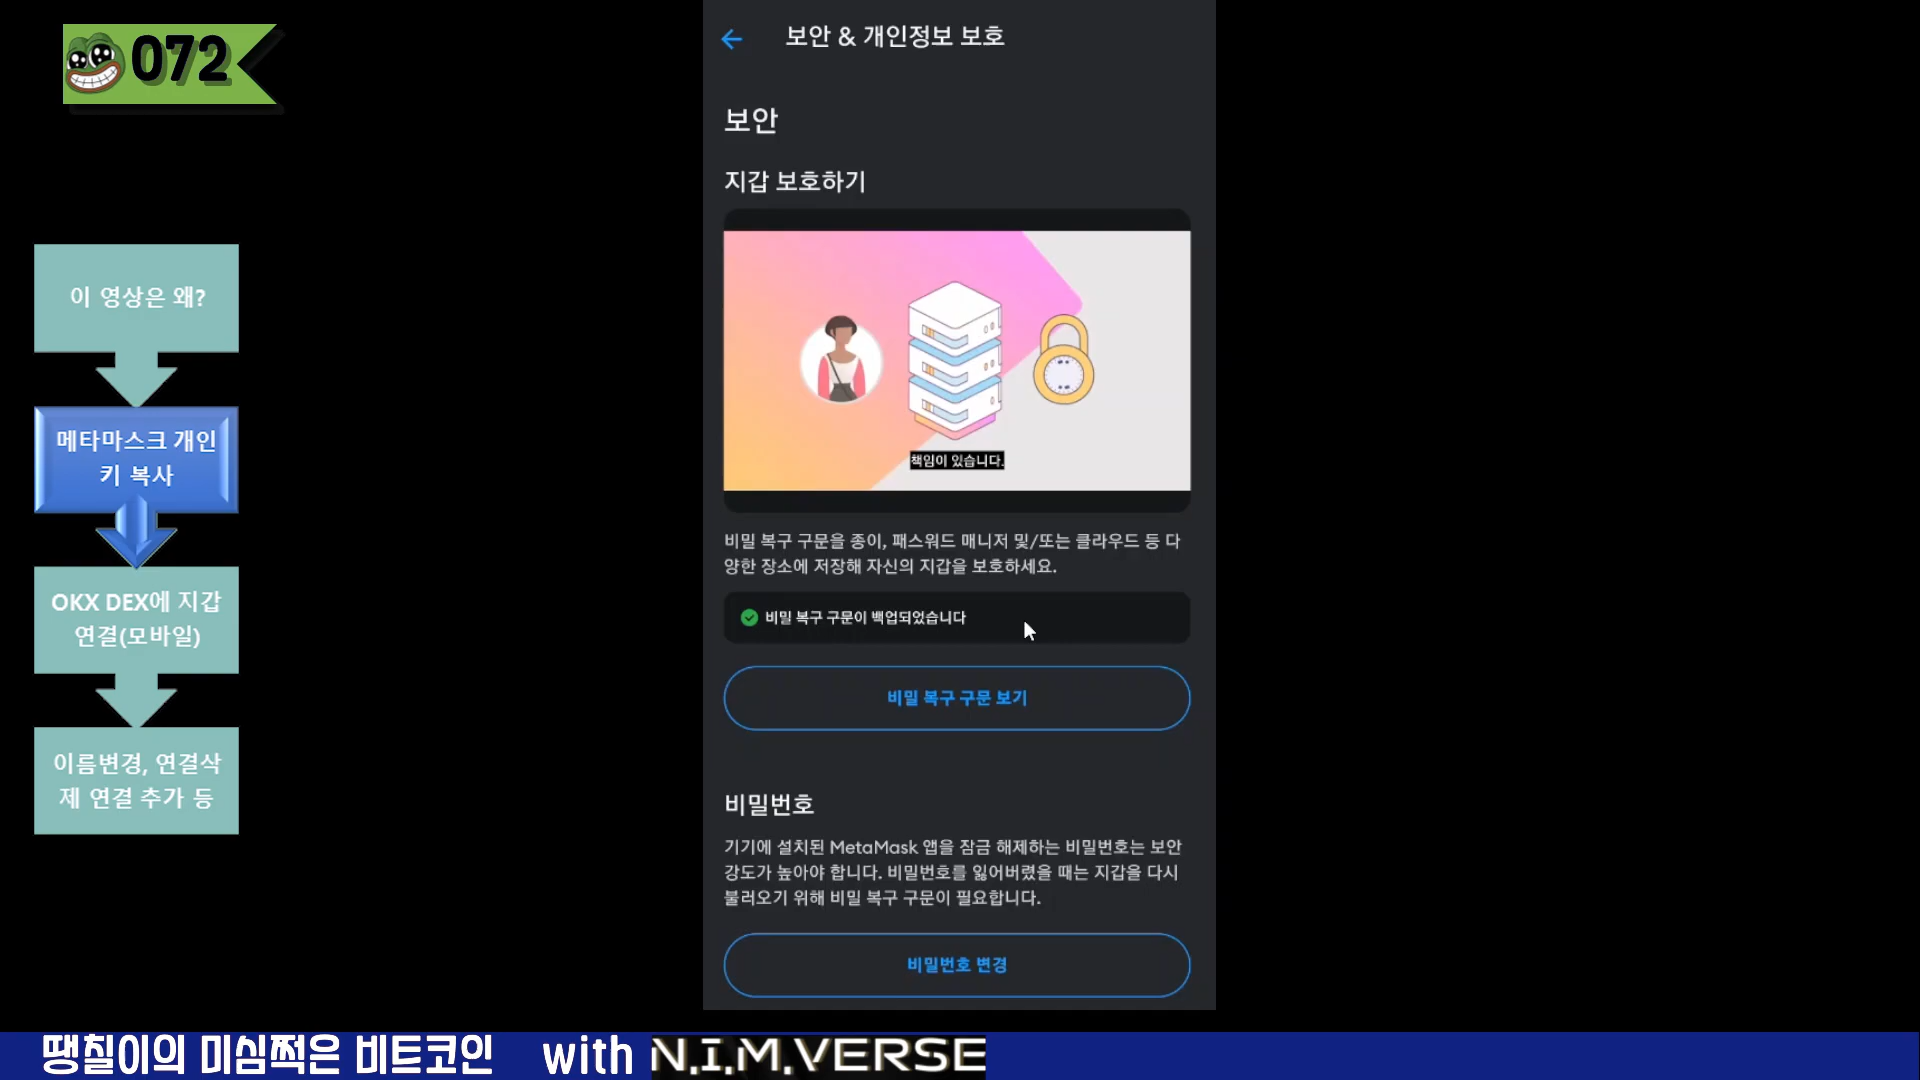 072
이 영상은 왜?
메타마스크 개인
키 복사
OKX DEX에 지갑
연결(모바일)
이름변경, 연결삭
제 연결 추가 등
보안 & 개인정보 보호
보안
지갑 보호하기
책임이 있습니다.
비밀 복구 구문을 종이, 패스워드 매니저 및/또는 클라우드 등 다
양한 장소에 저장해 자신의 지갑을 보호하세요.
비밀 복구 구문이 백업되었습니다
비밀 복구 구문 보기
비밀번호
기기에 설치된 MetaMask 앱을 잠금 해제하는 비밀번호는 보안
강도가 높아야 합니다. 비밀번호를 잃어버렸을 때는 지갑을 다시
불러오기 위해 비밀 복구 구문이 필요합니다.
비밀번호 변경
땡칠이의 미심쩍은 비트코인 with N.I.M.VERSE